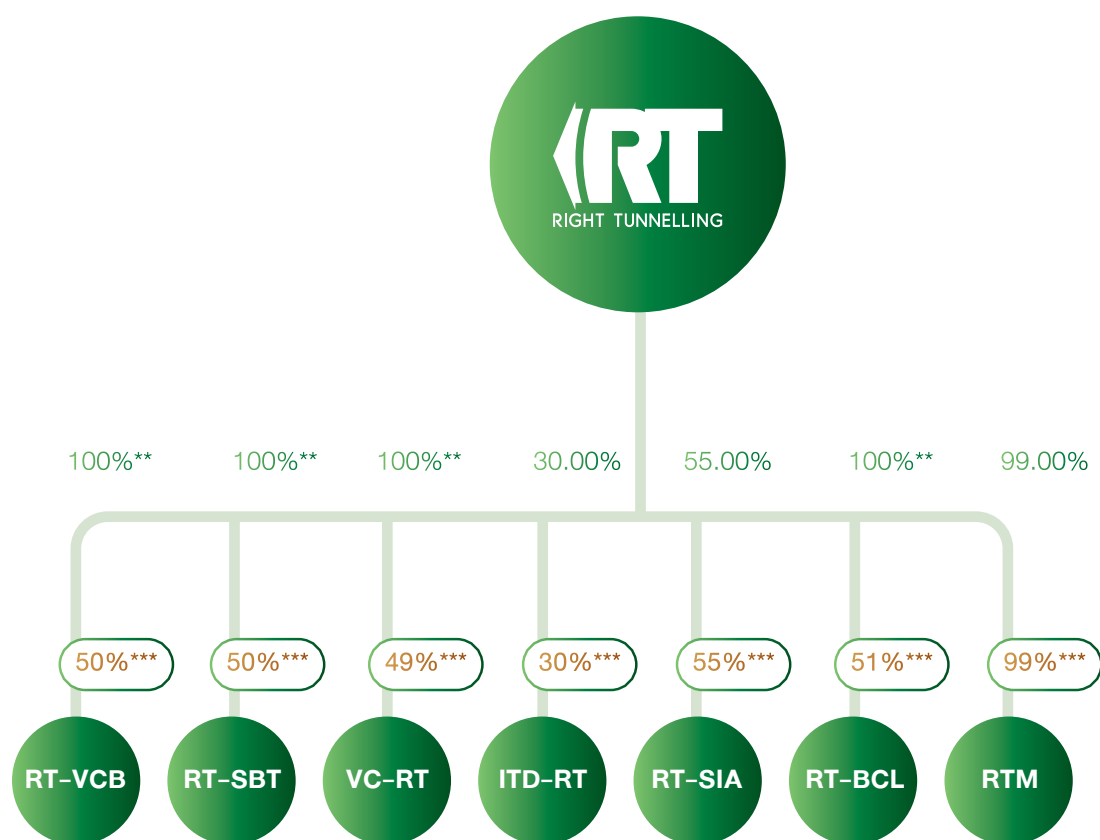 RT
RIGHT TUNNELLING
100%** 100%** 100%** 30.00% 55.00% 100%** 99.00%
50%*** 50%*** 49%*** 30%*** 55%*** 51%*** 99%***
RT–VCB RT–SBT VC–RT ITD–RT RT–SIA RT–BCL RTM